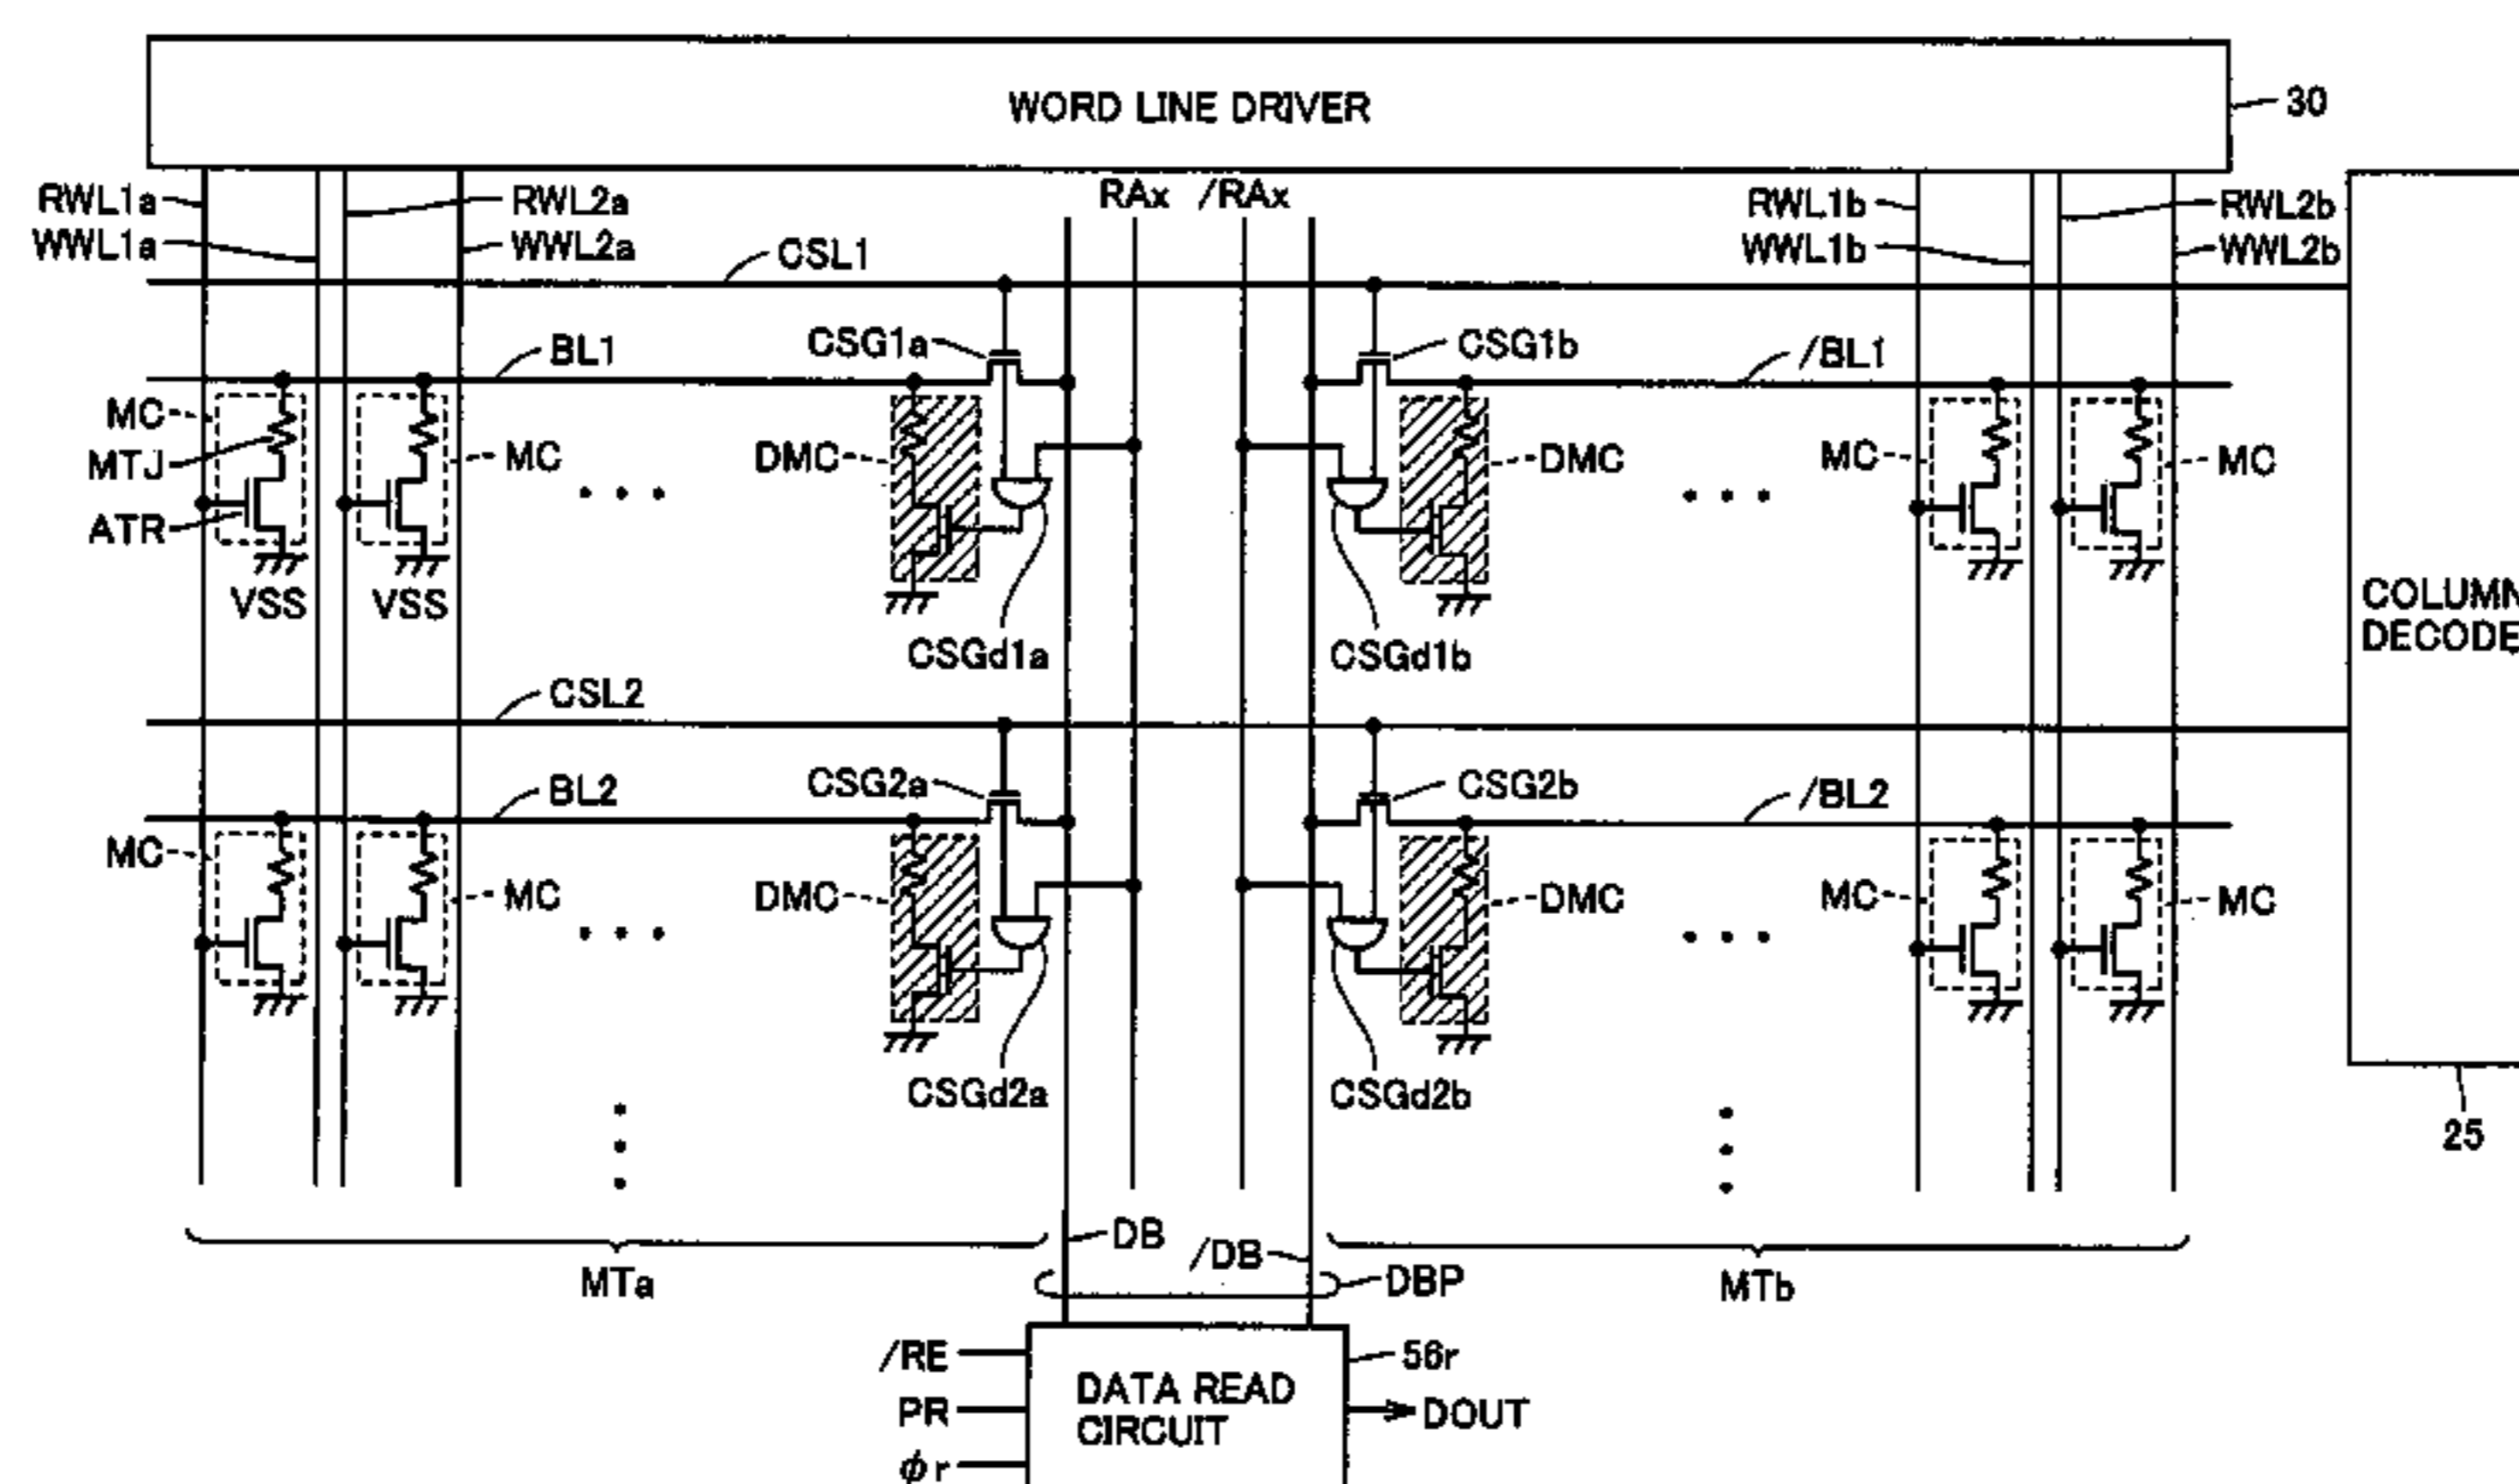 WORD LINE DRIVER
30
RWL1a
RWL2a
RAx
/RAx
RWL1b
RWL2b
WWL1a
WWL2a
WWL1b
WWL2b
CSL1
BL1
CSG1a
CSG1b
/BL1
MC
MTJ
ATR
MC
DMC
DMC
MC
MC
VSS
VSS
CSGd1a
CSGd1b
COLUMN
DECODE
CSL2
BL2
CSG2a
CSG2b
/BL2
MC
MC
DMC
DMC
MC
MC
CSGd2a
CSGd2b
25
DB
/DB
MTa
DBP
MTb
/RE
56r
PR
DATA READ
CIRCUIT
DOUT
ϕr